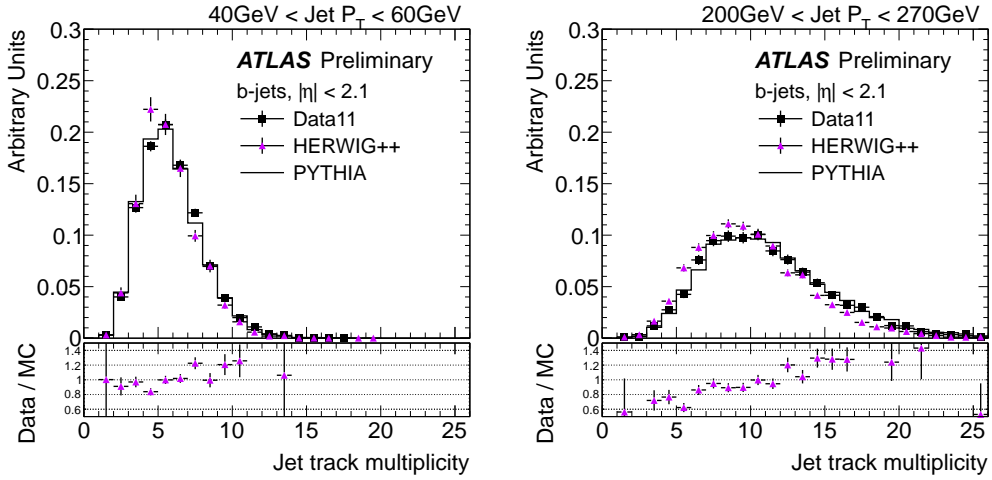 40GeV < Jet P_T < 60GeV
Arbitrary Units
0.3
0.25
0.2
0.15
0.1
0.05
0
ATLAS Preliminary
b-jets, |η| < 2.1
Data11
HERWIG++
PYTHIA
Data / MC
1.4
1.2
1
0.8
0.6
0 5 10 15 20 25
Jet track multiplicity
200GeV < Jet P_T < 270GeV
Arbitrary Units
0.3
0.25
0.2
0.15
0.1
0.05
0
ATLAS Preliminary
b-jets, |η| < 2.1
Data11
HERWIG++
PYTHIA
Data / MC
1.4
1.2
1
0.8
0.6
0 5 10 15 20 25
Jet track multiplicity